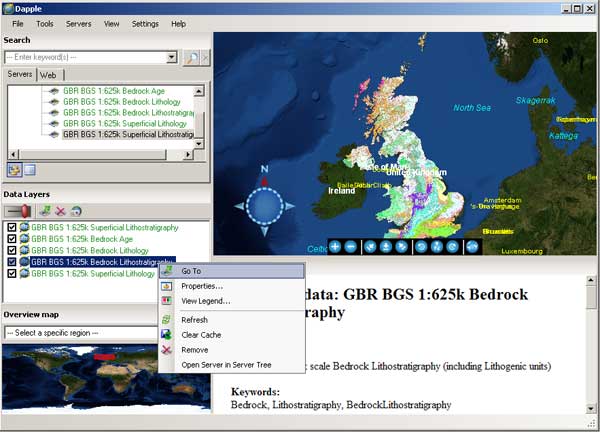 Dapple
File Tools Servers View Settings Help
Search
-- Enter keyword(s) ---
Servers Web
GBR BGS 1:625k Bedrock Age
GBR BGS 1:625k Bedrock Lithology
GBR BGS 1:625k Bedrock Lithostratigr
GBR BGS 1:625k Superficial Lithology
GBR BGS 1:625k Superficial Lithostratigr
Data Layers
GBR BGS 1:625k Superficial Lithostratigraphy
GBR BGS 1:625k Bedrock Age
GBR BGS 1:625k Bedrock Lithology
GBR BGS 1:625k Bedrock Lithostratigraphy
GBR BGS 1:625k Superficial Litho
Go To
Properties...
View Legend...
Refresh
Clear Cache
Remove
Open Server in Server Tree
Overview map
-- Select a specific region ---
Oslo
North Sea
Skagerrak
Kattega
Isle of Man
United Kingdom
Ireland
Amsterdam
Brussels
Luxembourg
Celtic
data: GBR BGS 1:625k Bedrock
graphy
scale Bedrock Lithostratigraphy (including Lithogenic units)
Keywords:
Bedrock, Lithostratigraphy, BedrockLithostratigraphy